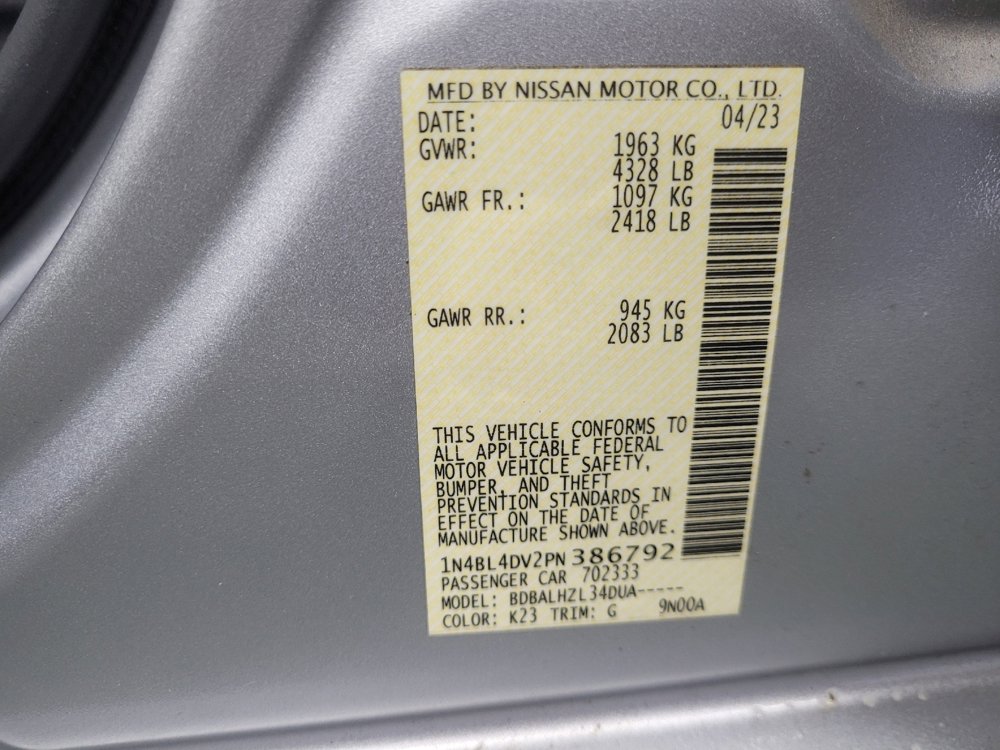 MFD BY NISSAN MOTOR CO., LTD.
DATE: 04/23
GVWR: 1963 KG
4328 LB
GAWR FR.: 1097 KG
2418 LB
GAWR RR.: 945 KG
2083 LB
THIS VEHICLE CONFORMS TO
ALL APPLICABLE FEDERAL
MOTOR VEHICLE SAFETY,
BUMPER, AND THEFT
PREVENTION STANDARDS IN
EFFECT ON THE DATE OF
MANUFACTURE SHOWN ABOVE.
1N4BL4DV2PN 386792
PASSENGER CAR 702333
MODEL: BDBALHZL34DUA-----
COLOR: K23 TRIM: G 9N00A